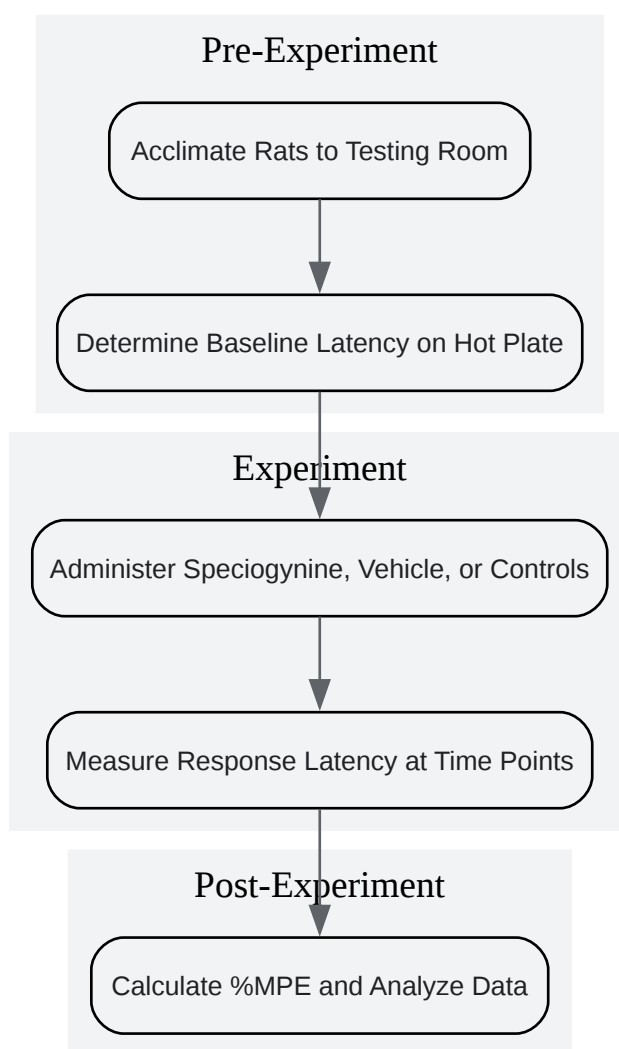 Pre-Experiment
Acclimate Rats to Testing Room
Determine Baseline Latency on Hot Plate
Experiment
Administer Speciogynine, Vehicle, or Controls
Measure Response Latency at Time Points
Post-Experiment
Calculate %MPE and Analyze Data